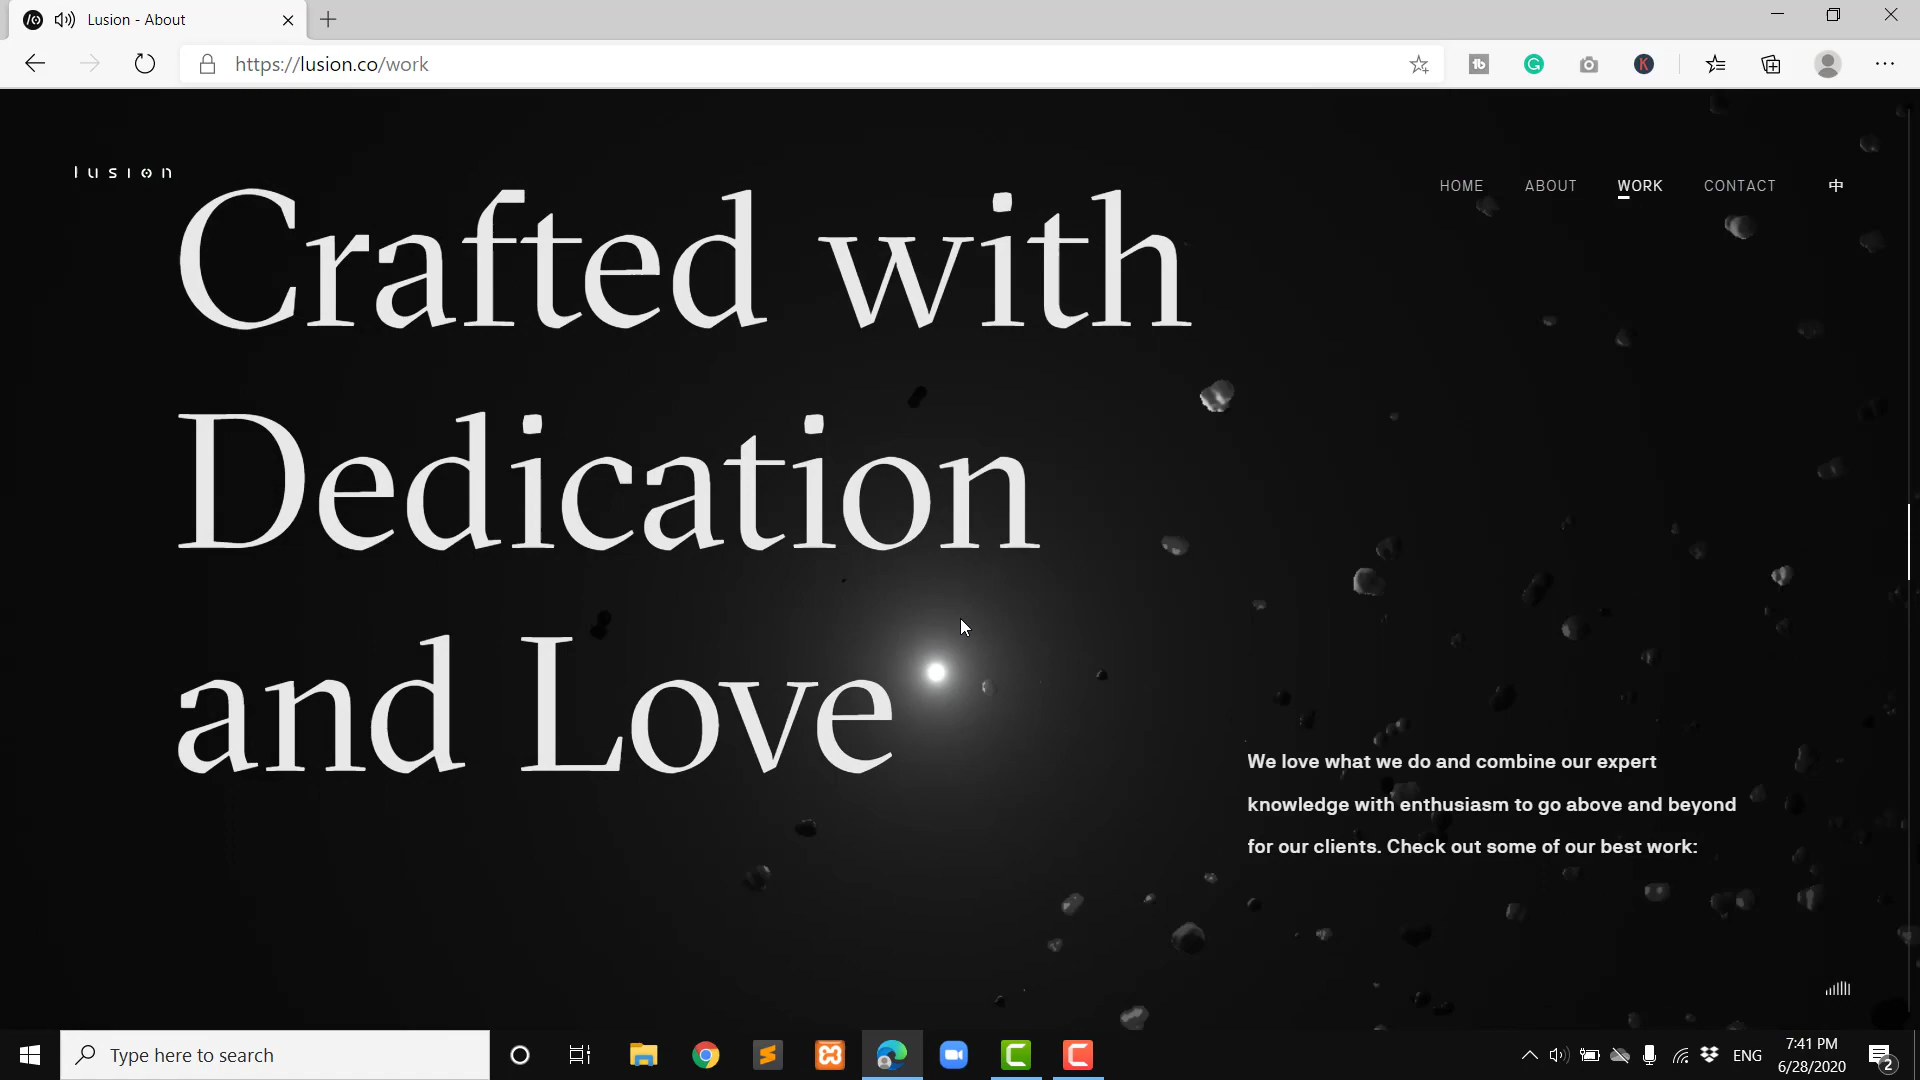 Lusion - About
https://lusion.co/work
lusion
HOME ABOUT WORK CONTACT 中
Crafted with
Dedication
and Love
We love what we do and combine our expert
knowledge with enthusiasm to go above and beyond
for our clients. Check out some of our best work:
Type here to search
ENG
7:41 PM
6/28/2020
2